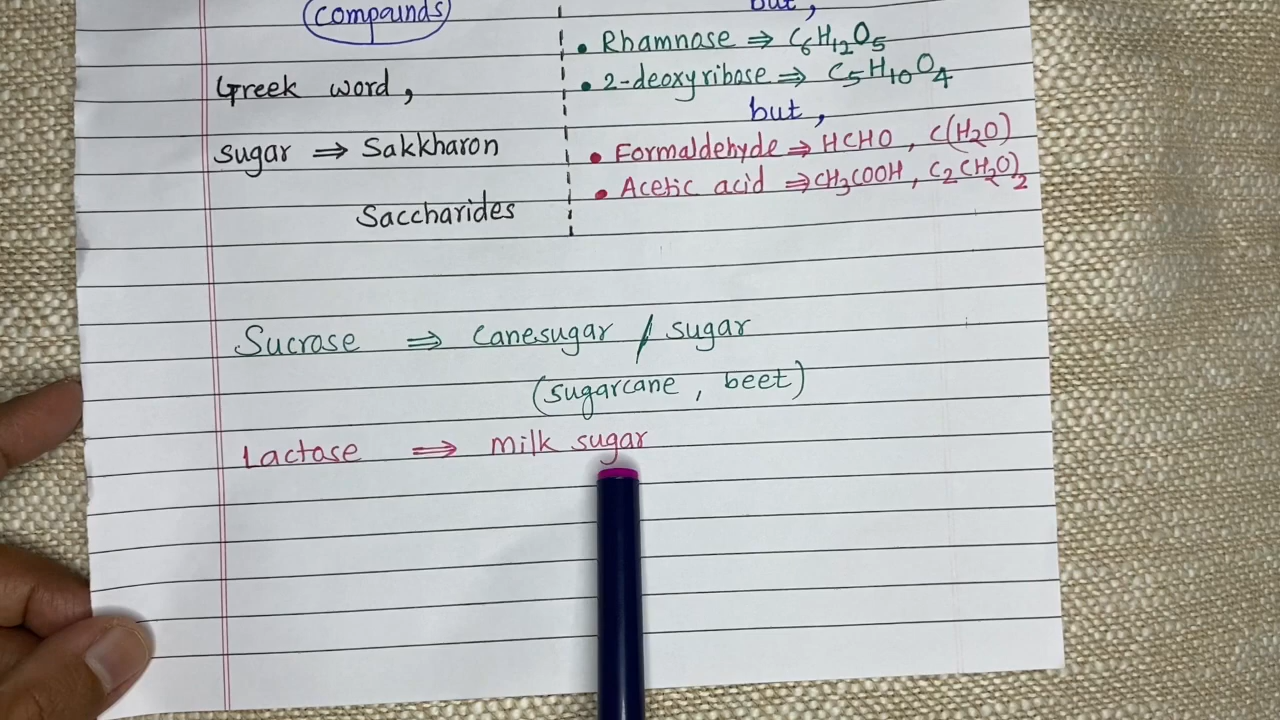 compounds
Greek word,
sugar ⇒ Sakkharon
Saccharides
but,
• Rhamnose ⇒ C6H12O5
• 2-deoxyribose ⇒ C5H10O4
but,
• Formaldehyde ⇒ HCHO, C(H2O)
• Acetic acid ⇒ CH3COOH, C2(H2O)2
Sucrose ⇒ Canesugar / sugar
(sugarcane, beet)
Lactose ⇒ milk sugar